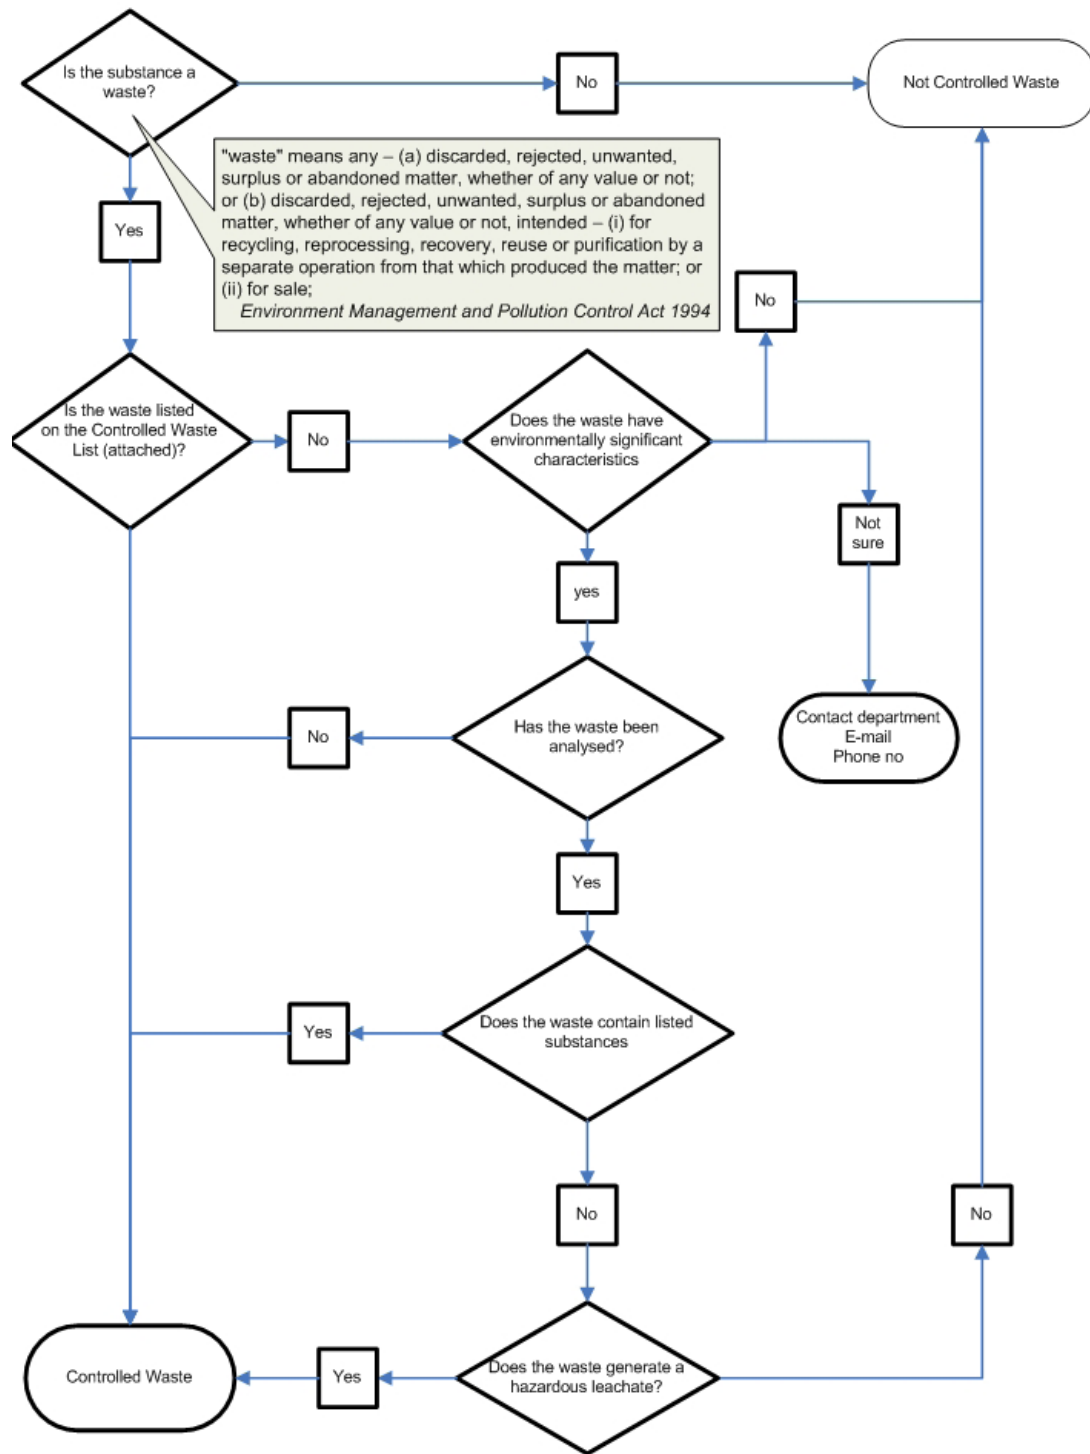 Is the substance a
waste?
No
Not Controlled Waste
"waste" means any – (a) discarded, rejected, unwanted,
surplus or abandoned matter, whether of any value or not;
or (b) discarded, rejected, unwanted, surplus or abandoned
matter, whether of any value or not, intended – (i) for
recycling, reprocessing, recovery, reuse or purification by a
separate operation from that which produced the matter; or
(ii) for sale;
Environment Management and Pollution Control Act 1994
Yes
No
Is the waste listed
on the Controlled Waste
List (attached)?
No
Does the waste have
environmentally significant
characteristics
Not
sure
yes
Contact department
E-mail
Phone no
Has the waste been
analysed?
No
Yes
Does the waste contain listed
substances
Yes
No
No
Does the waste generate a
hazardous leachate?
Yes
Controlled Waste